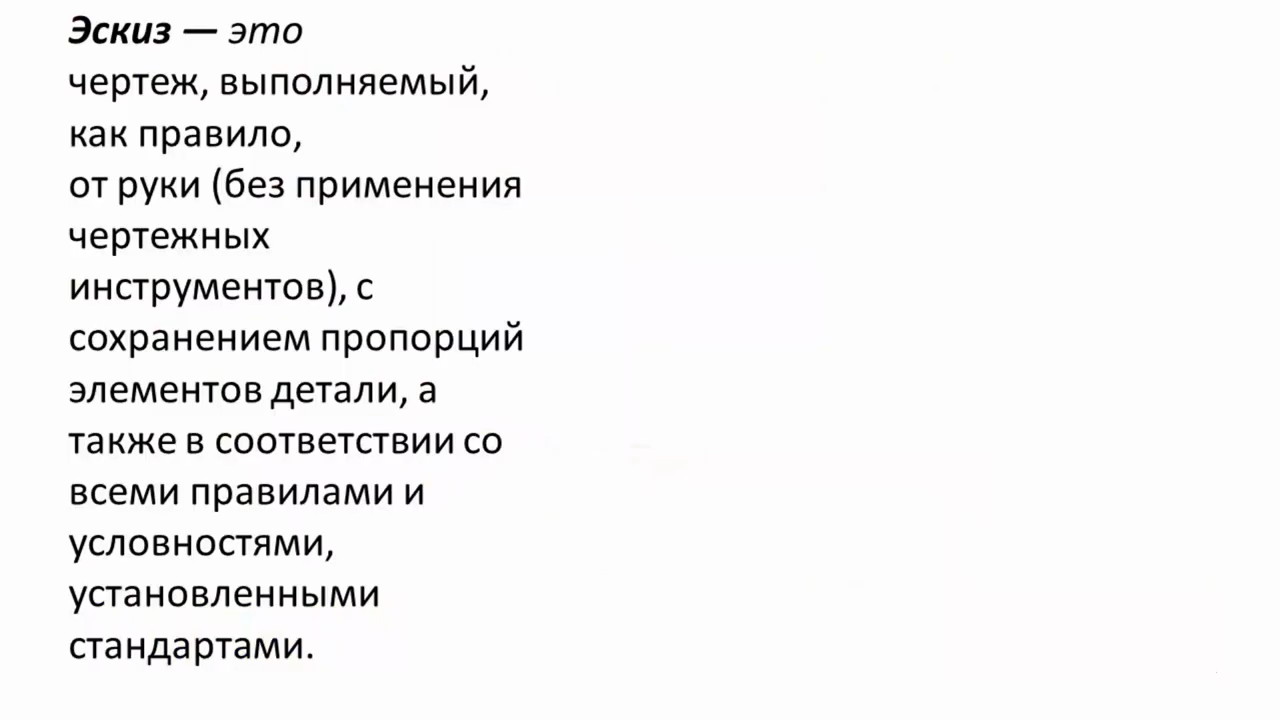 Эскиз — это
чертеж, выполняемый,
как правило,
от руки (без применения
чертежных
инструментов), с
сохранением пропорций
элементов детали, а
также в соответствии со
всеми правилами и
условностями,
установленными
стандартами.